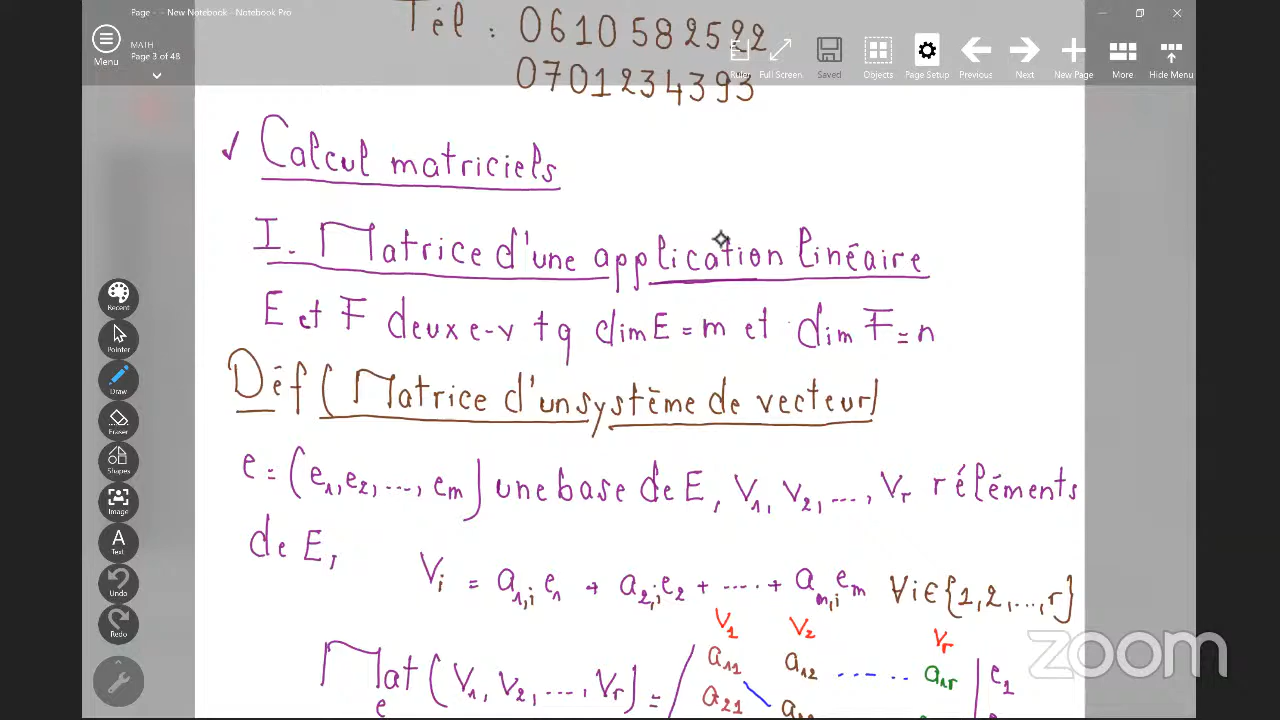 Page - - New Notebook - Notebook Pro
Menu
MATH
Page 3 of 48
Ruler
Full Screen
Saved
Objects
Page Setup
Previous
Next
New Page
More
Hide Menu
Tél : 0610582522
0701234393
✓ Calcul matriciels
I. Matrice d'une application linéaire
E et F deux e-v tq dim E = m et dim F = n
Déf (Matrice d'un système de vecteur)
e = (e1, e2, ..., em) une base de E, V1, V2, ..., Vr r éléments
de E,
Vi = a1,i e1 + a2,i e2 + ..... + am,i em ∀i∈{1,2,...,r}
V1 V2 Vr
Mat e (V1, V2, ..., Vr) = ( a11 a12 ..... a1r | e1
a21
Recent
Pointer
Draw
Eraser
Shapes
Image
Text
Undo
Redo
zoom